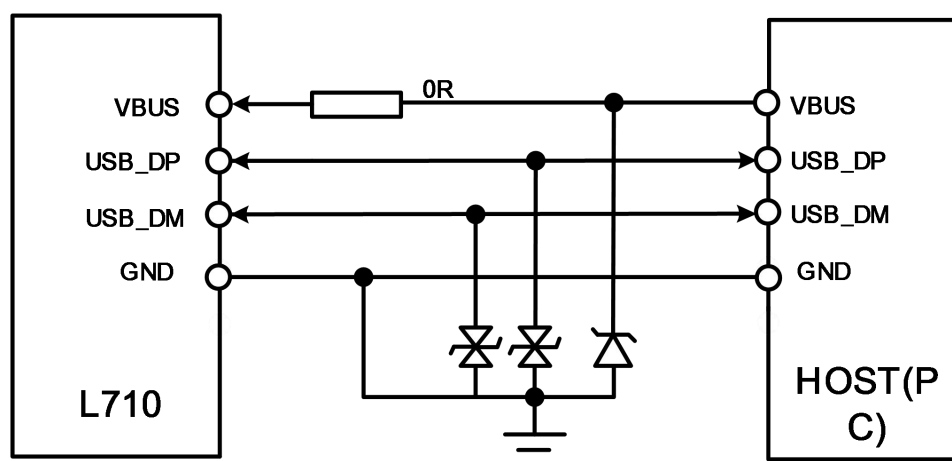 0R
VBUS
VBUS
USB_DP
USB_DP
USB_DM
USB_DM
GND
GND
L710
HOST(P
C)